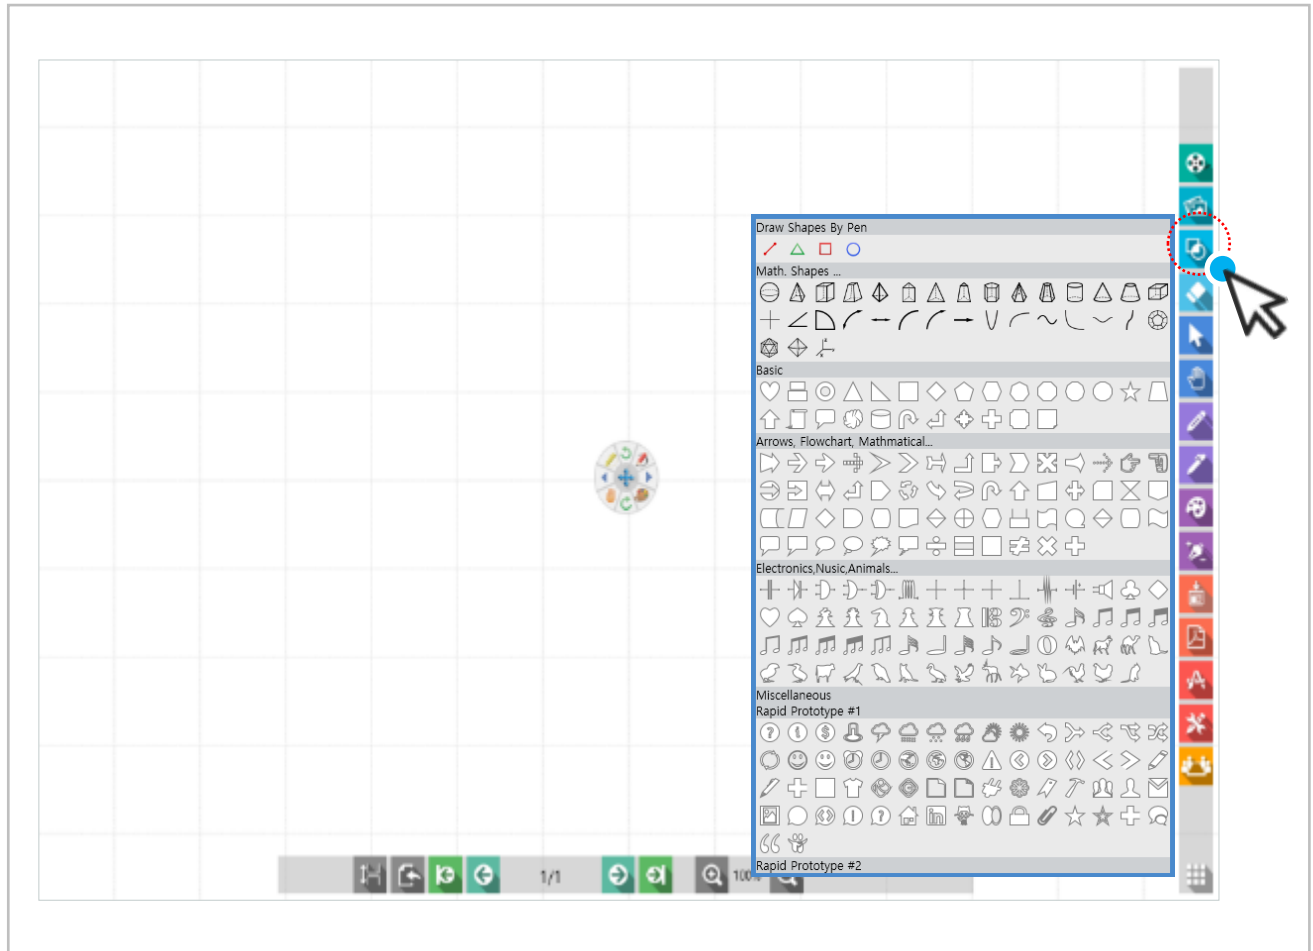 Draw Shapes By Pen
Math. Shapes ...
Basic
Arrows, Flowchart, Mathmatical...
Electronics,Nusic,Animals...
Miscellaneous
Rapid Prototype #1
Rapid Prototype #2
1/1
100%